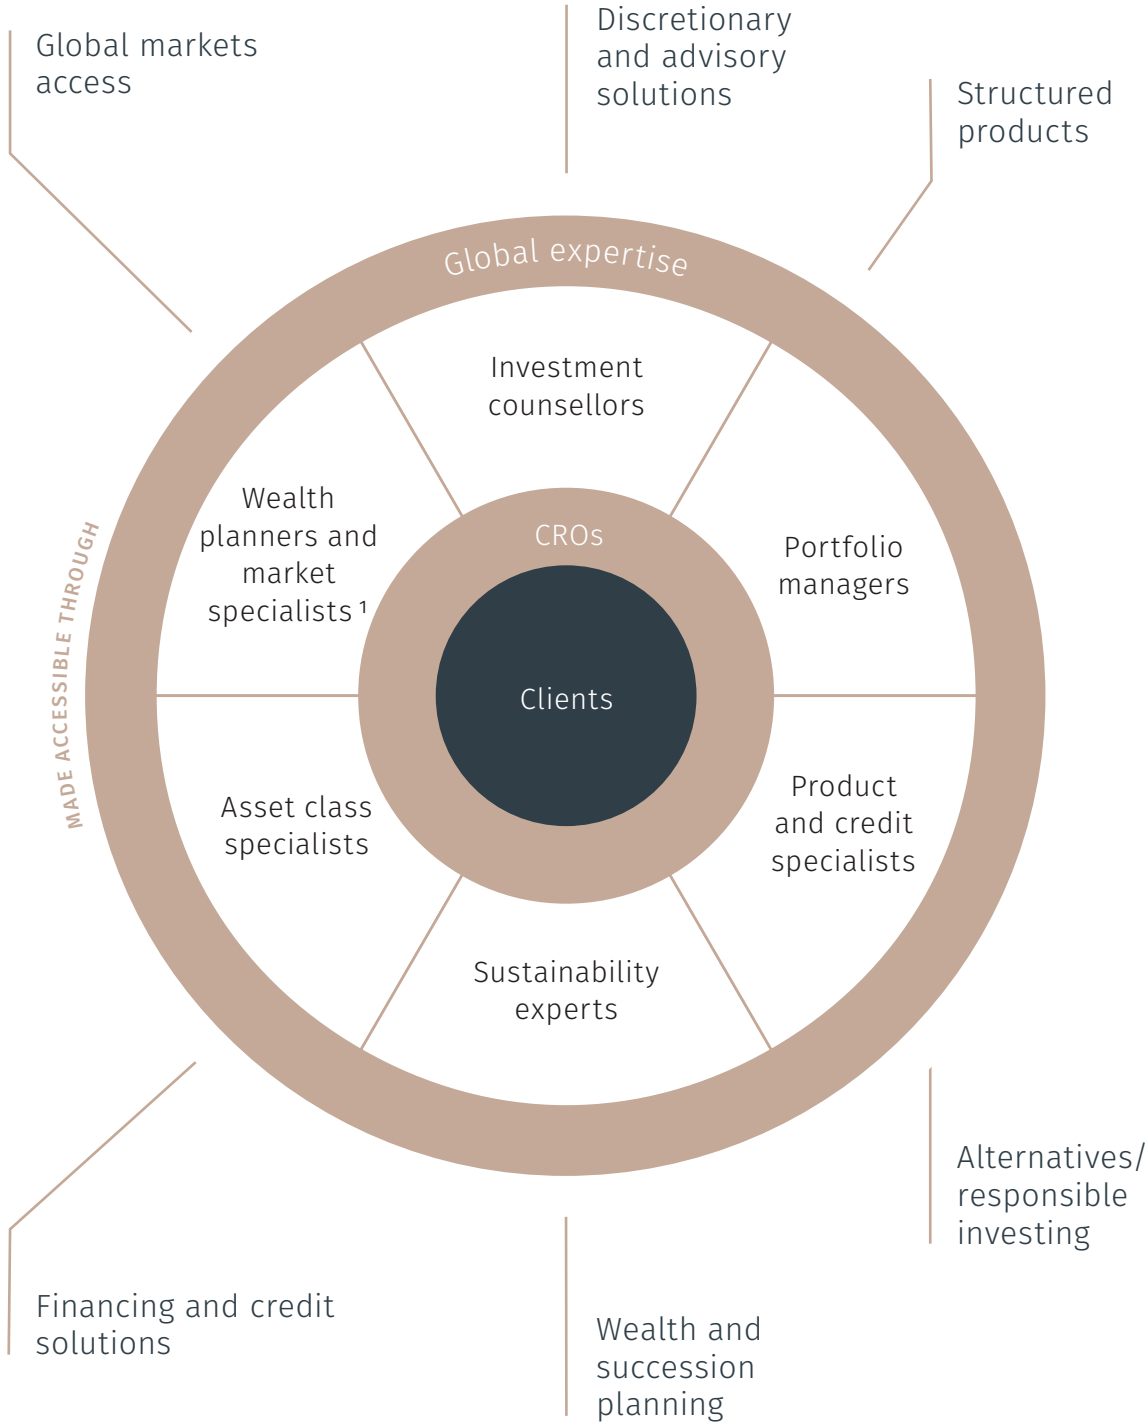 Global markets
access
Discretionary
and advisory
solutions
Structured
products
Global expertise
Investment
counsellors
Wealth
planners and
market
specialists ¹
CROs
Portfolio
managers
MADE ACCESSIBLE THROUGH
Clients
Asset class
specialists
Product
and credit
specialists
Sustainability
experts
Alternatives/
responsible
investing
Financing and credit
solutions
Wealth and
succession
planning